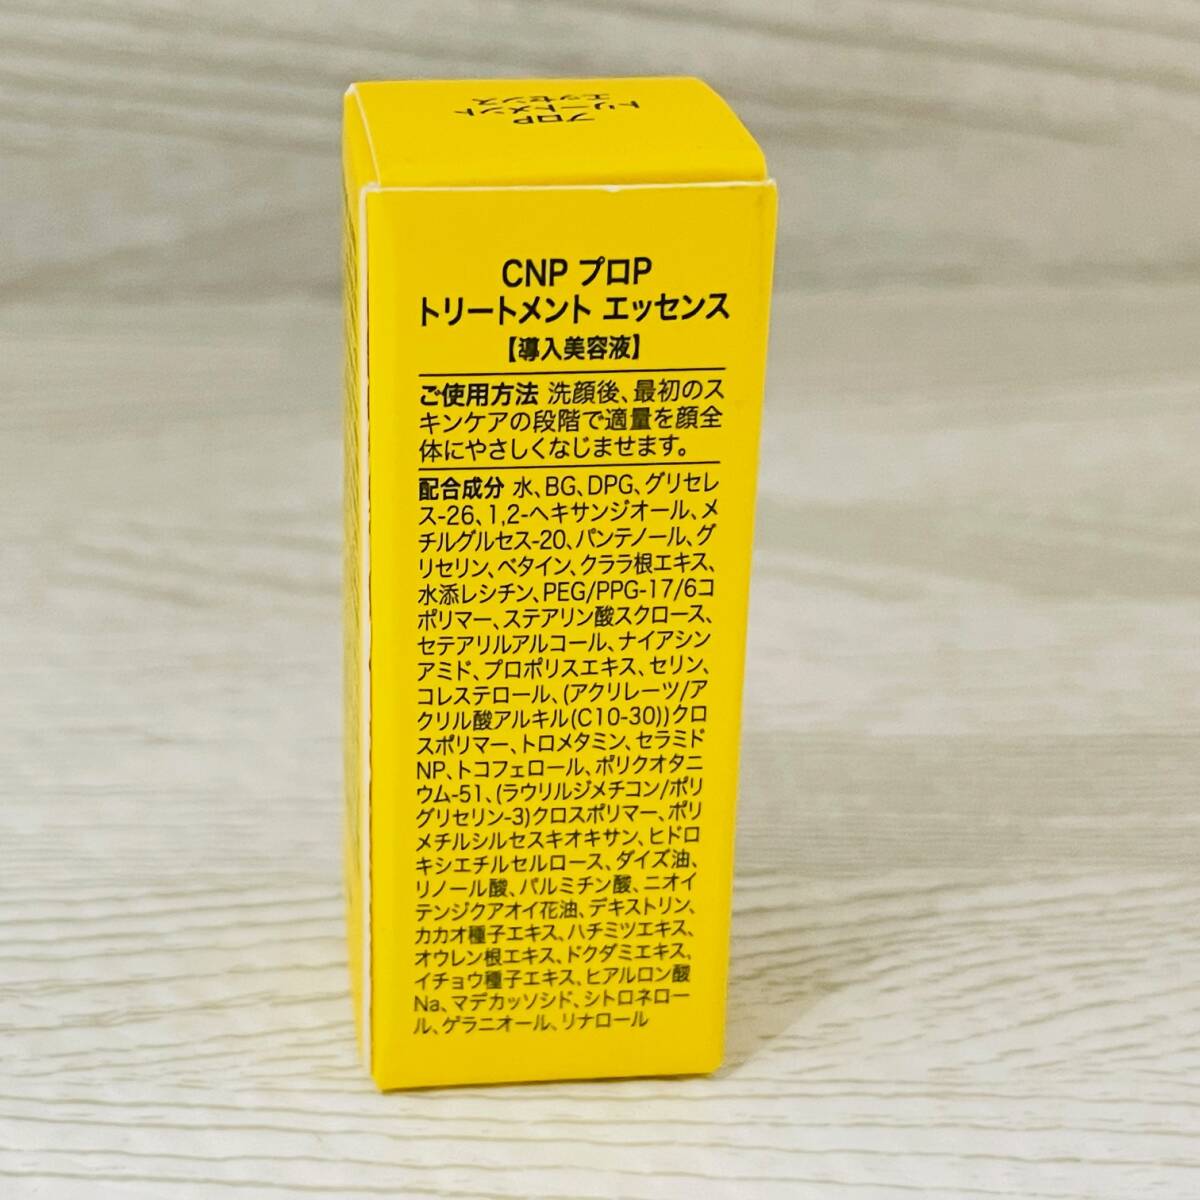 プロP
トリートメント
エッセンス
CNP プロP
トリートメント エッセンス
【導入美容液】
ご使用方法 洗顔後、最初のス
キンケアの段階で適量を顔全
体にやさしくなじませます。
配合成分 水、BG、DPG、グリセレ
ス-26、1,2-ヘキサンジオール、メ
チルグルセス-20、パンテノール、グ
リセリン、ベタイン、クララ根エキス、
水添レシチン、PEG/PPG-17/6コ
ポリマー、ステアリン酸スクロース、
セテアリルアルコール、ナイアシン
アミド、プロポリスエキス、セリン、
コレステロール、(アクリレーツ/ア
クリル酸アルキル(C10-30))クロ
スポリマー、トロメタミン、セラミド
NP、トコフェロール、ポリクオタニ
ウム-51、(ラウリルジメチコン/ポリ
グリセリン-3)クロスポリマー、ポリ
メチルシルセスキオキサン、ヒドロ
キシエチルセルロース、ダイズ油、
リノール酸、パルミチン酸、ニオイ
テンジクアオイ花油、デキストリン、
カカオ種子エキス、ハチミツエキス、
オウレン根エキス、ドクダミエキス、
イチョウ種子エキス、ヒアルロン酸
Na、マデカッソシド、シトロネロー
ル、ゲラニオール、リナロール